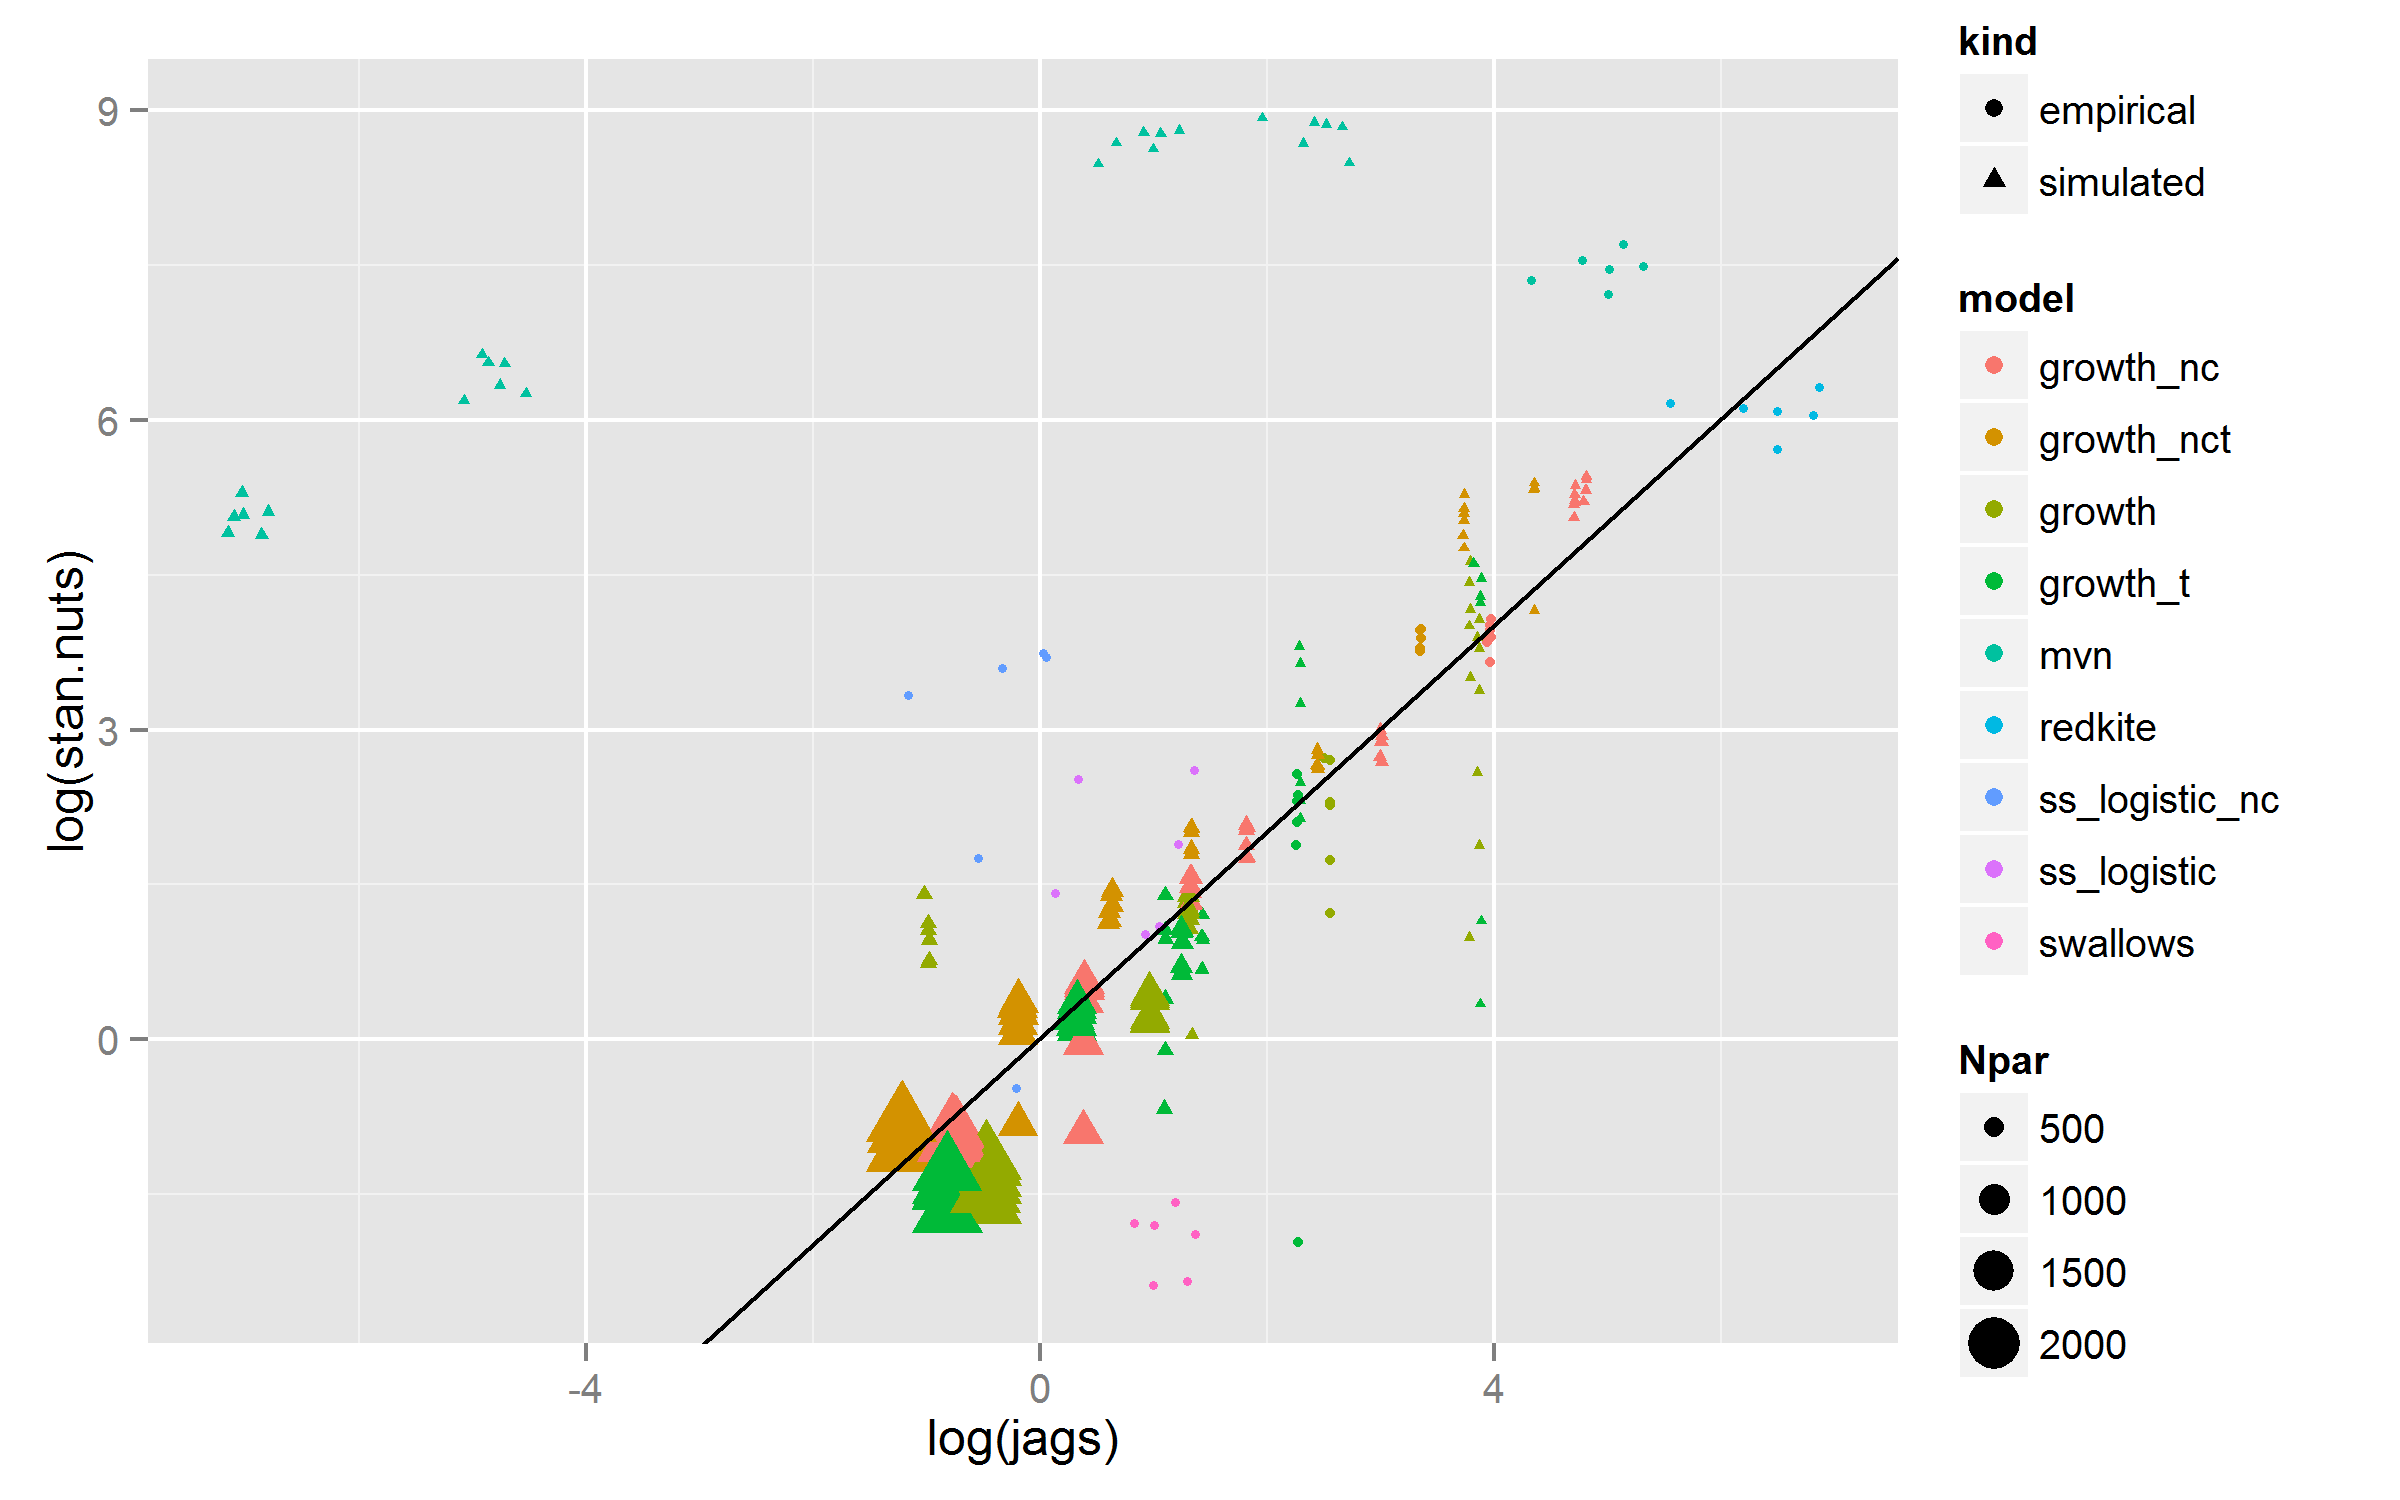 9
6
3
0
-4
0
4
log(jags)
log(stan.nuts)
kind
empirical
simulated
model
growth_nc
growth_nct
growth
growth_t
mvn
redkite
ss_logistic_nc
ss_logistic
swallows
Npar
500
1000
1500
2000